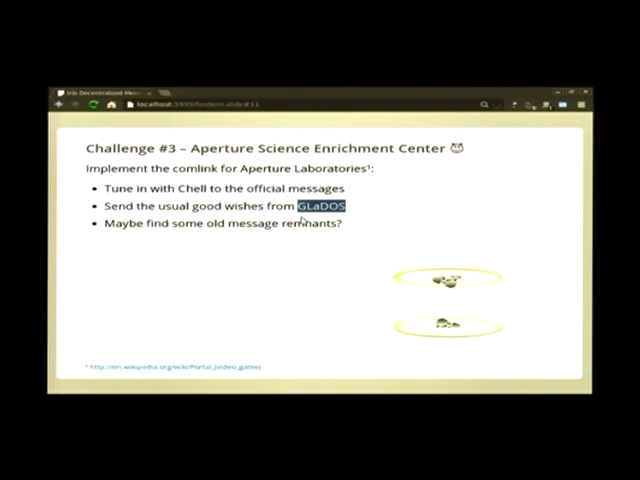 Iris Decentralized Mes
localhost:3999/fosdem.slide#11
Challenge #3 – Aperture Science Enrichment Center
Implement the comlink for Aperture Laboratories¹:
• Tune in with Chell to the official messages
• Send the usual good wishes from GLaDOS
• Maybe find some old message remnants?
¹ http://en.wikipedia.org/wiki/Portal_(video_game)